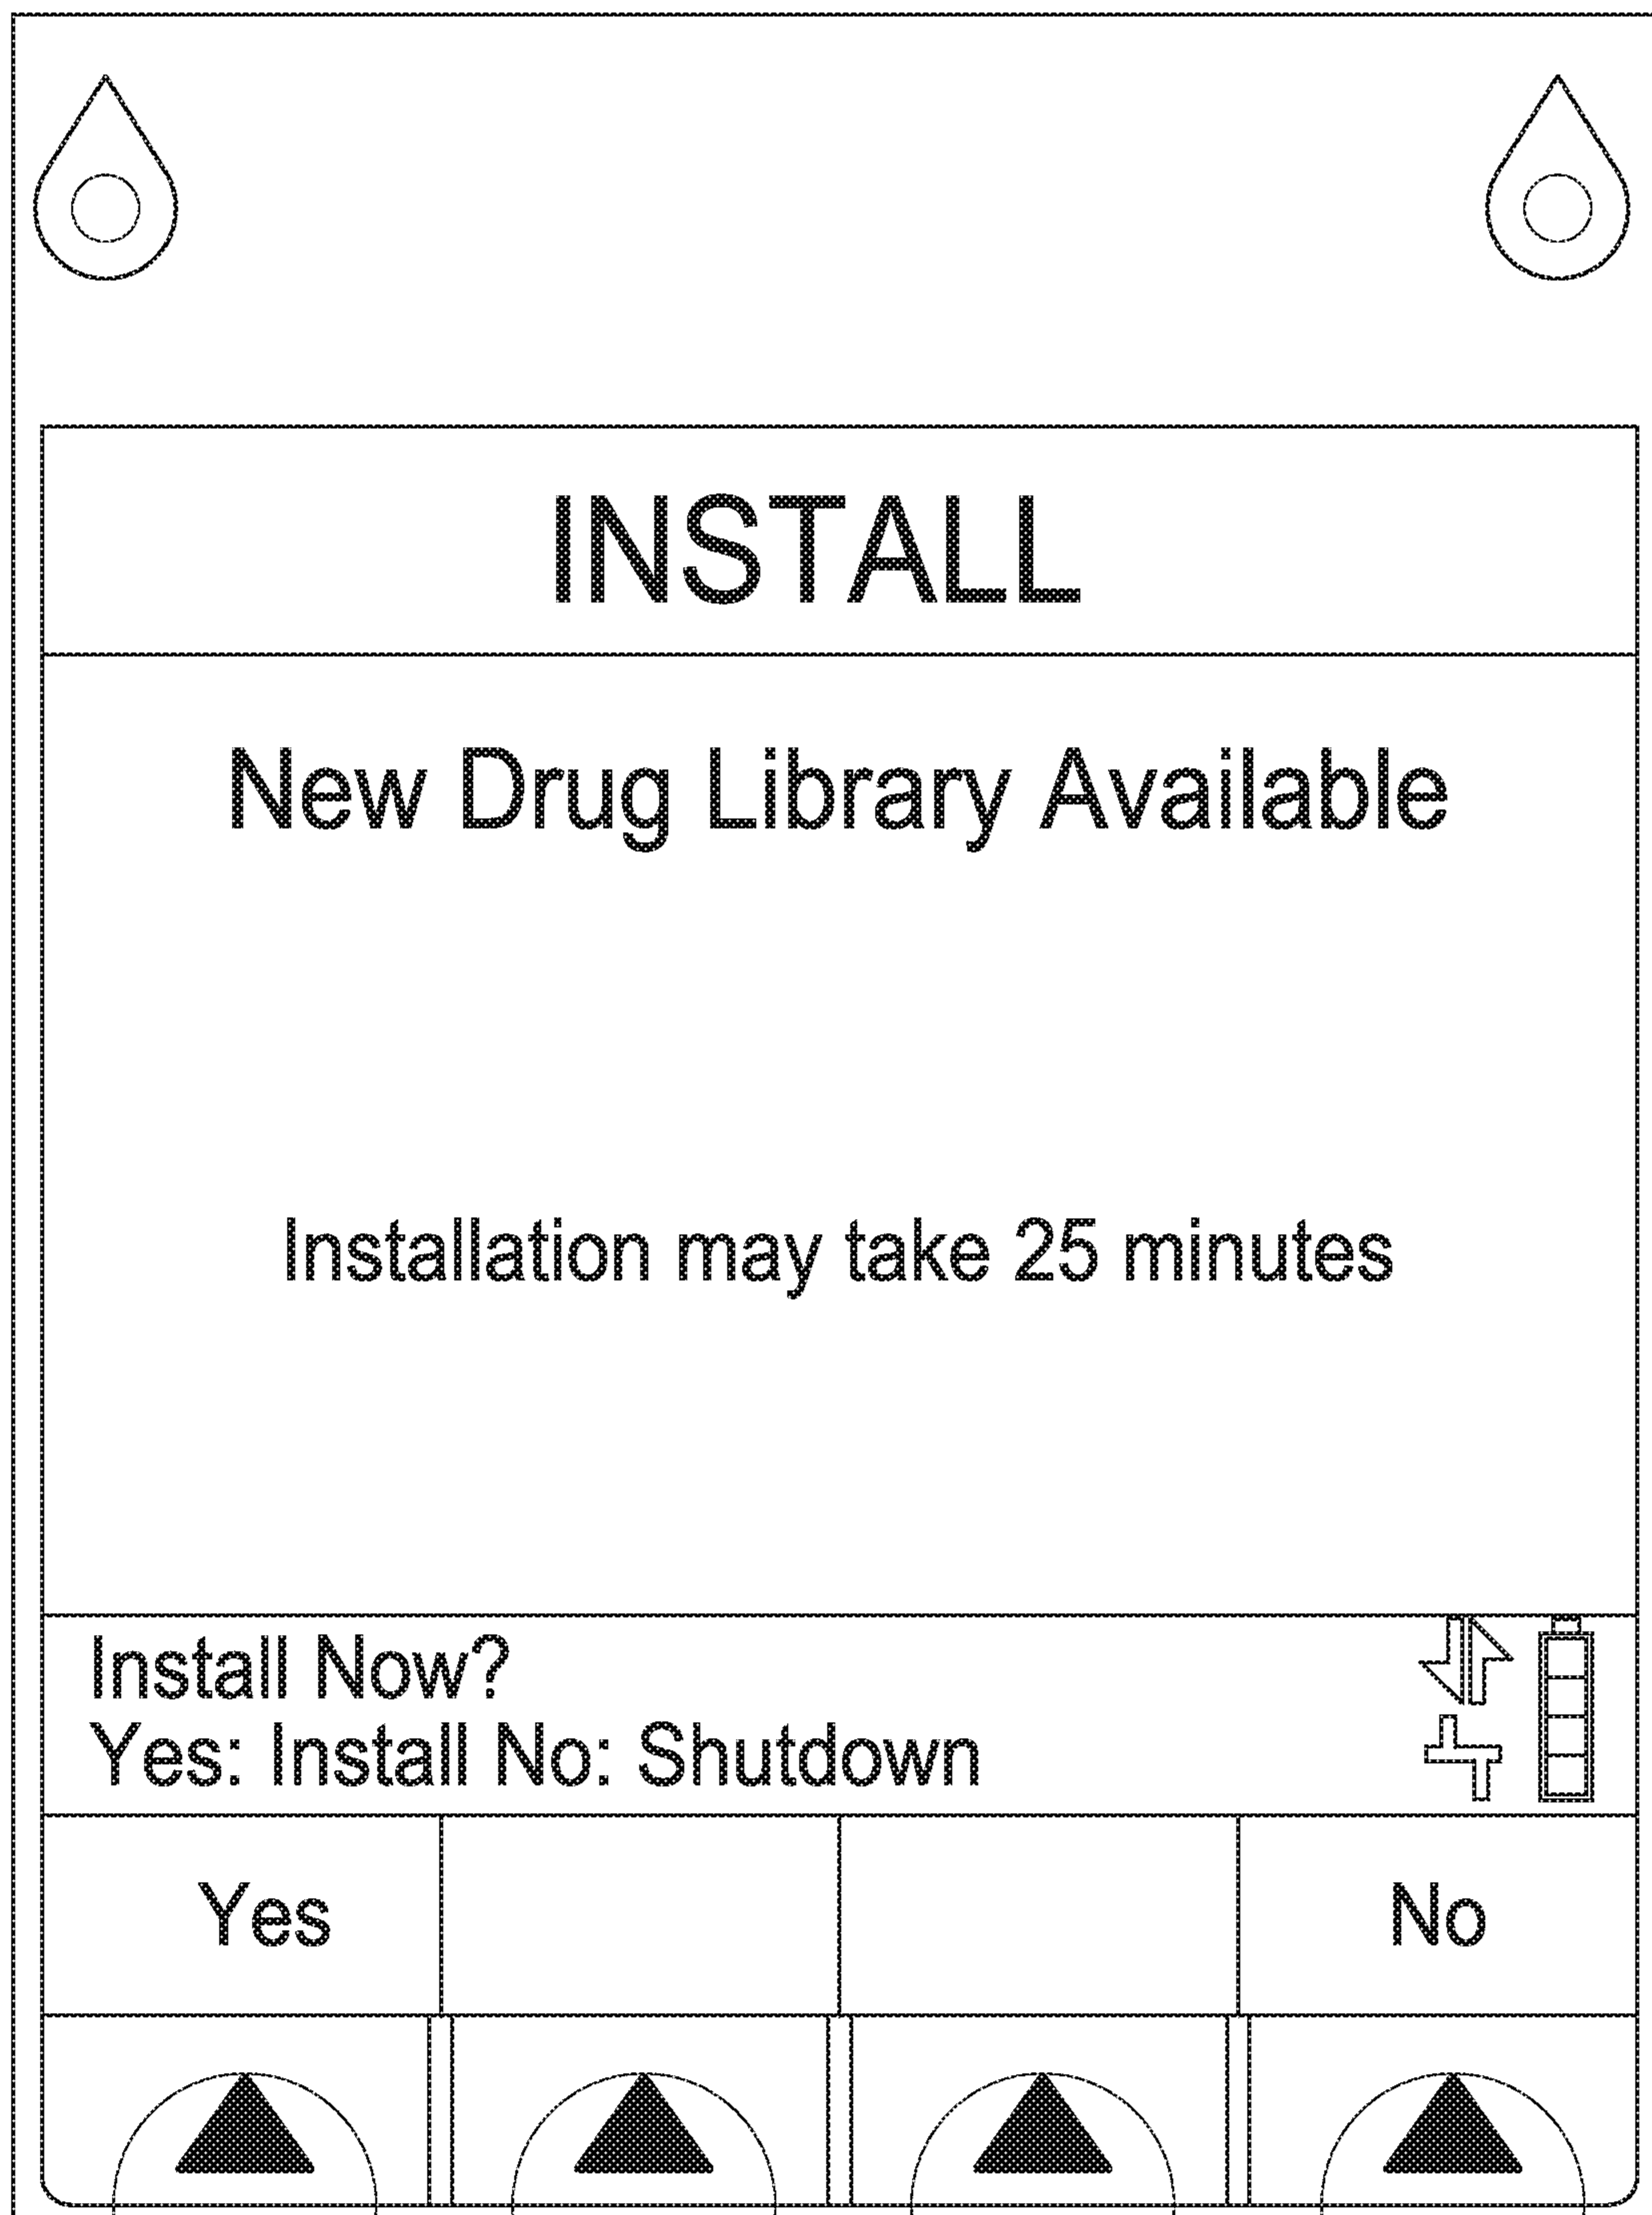 INSTALL
New Drug Library Available
Installation may take 25 minutes
Install Now?
Yes: Install No: Shutdown
Yes
No